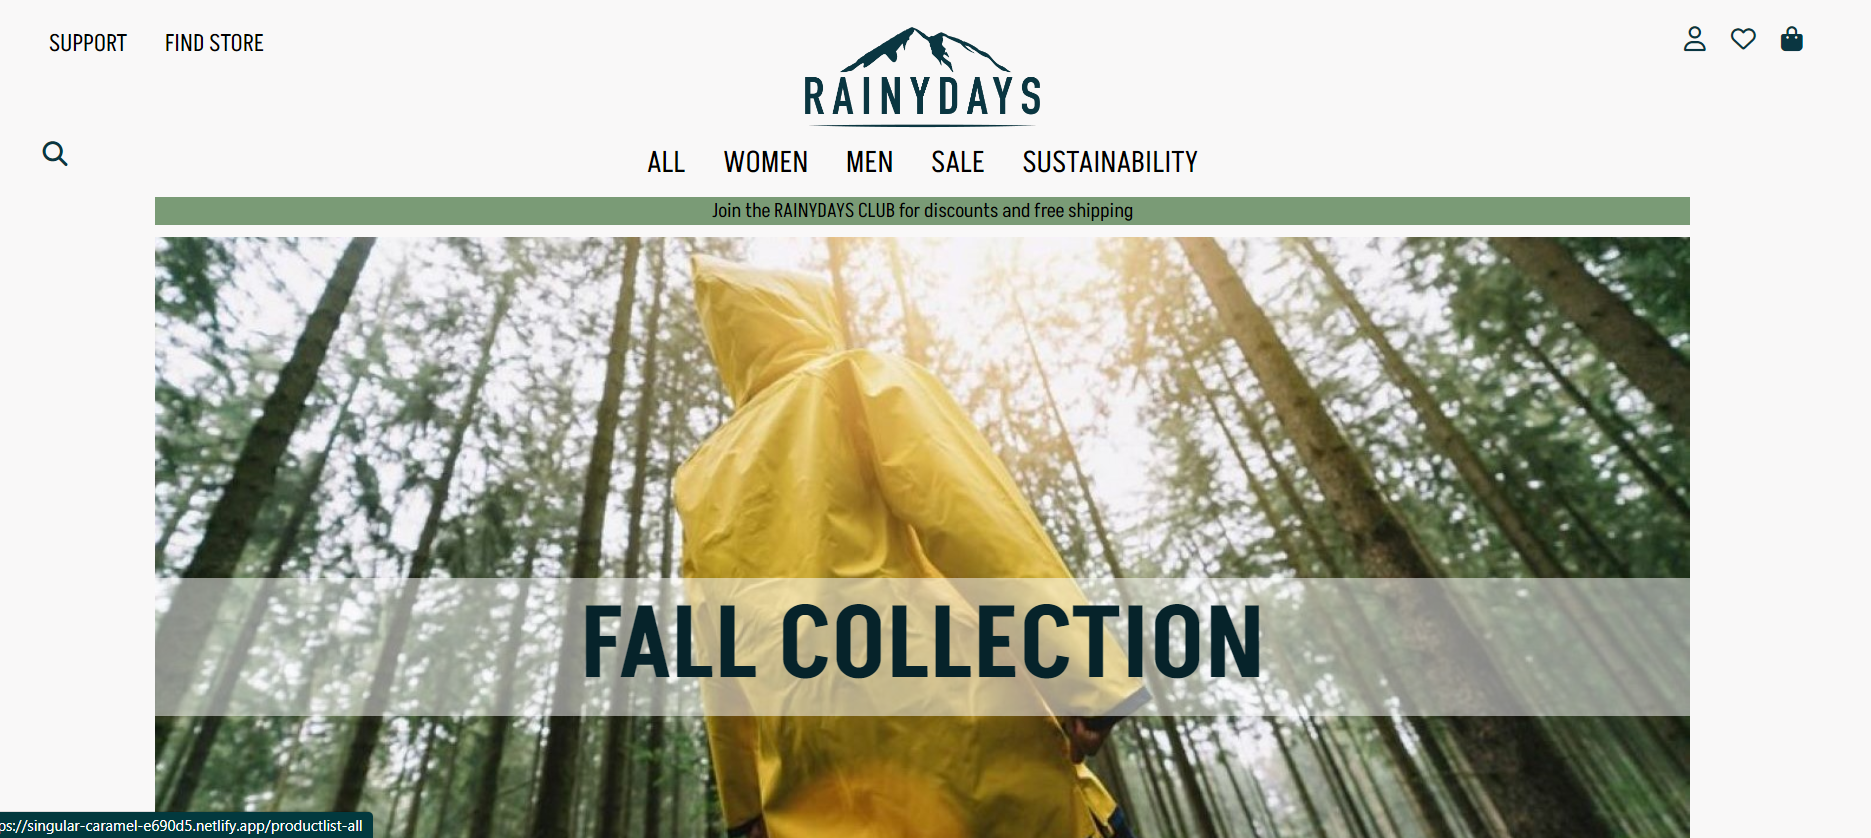 SUPPORT FIND STORE
RAINYDAYS
ALL WOMEN MEN SALE SUSTAINABILITY
Join the RAINYDAYS CLUB for discounts and free shipping
FALL COLLECTION
ps://singular-caramel-e690d5.netlify.app/productlist-all